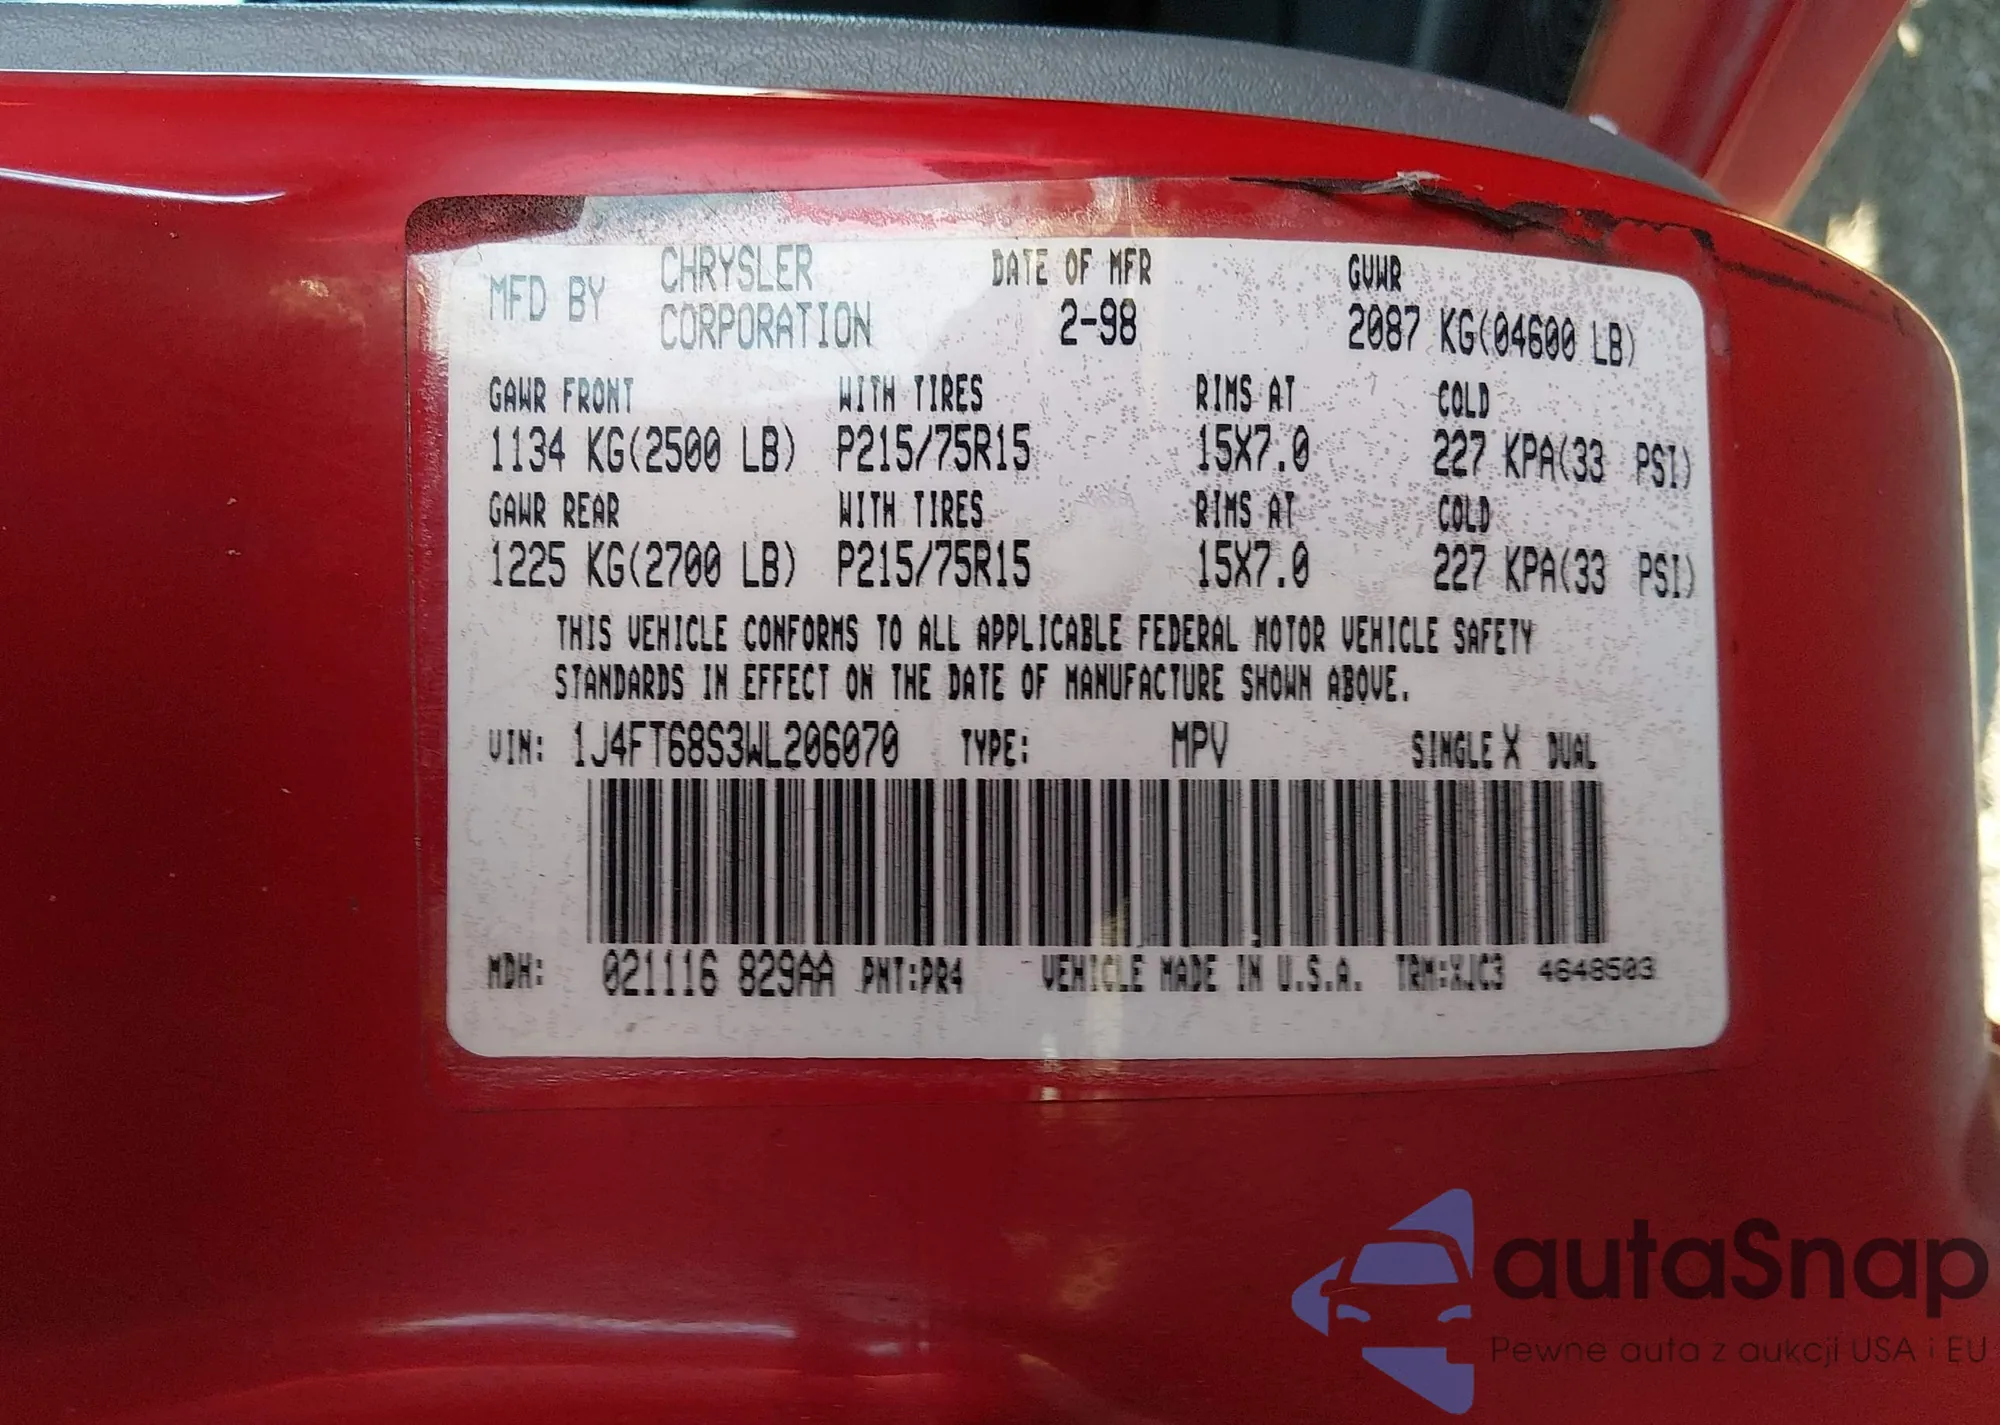 MFD BY CHRYSLER CORPORATION DATE OF MFR 2-98 GVWR 2087 KG(04600 LB)
GAWR FRONT WITH TIRES RIMS AT COLD
1134 KG(2500 LB) P215/75R15 15X7.0 227 KPA(33 PSI)
GAWR REAR WITH TIRES RIMS AT COLD
1225 KG(2700 LB) P215/75R15 15X7.0 227 KPA(33 PSI)
THIS VEHICLE CONFORMS TO ALL APPLICABLE FEDERAL MOTOR VEHICLE SAFETY
STANDARDS IN EFFECT ON THE DATE OF MANUFACTURE SHOWN ABOVE.
VIN: 1J4FT68S3WL206070 TYPE: MPV SINGLE X DUAL
MDH: 021116 829AA PNT:PR4 VEHICLE MADE IN U.S.A. TRM:XJC3 4648503
autaSnap
Pewne auta z aukcji USA i EU